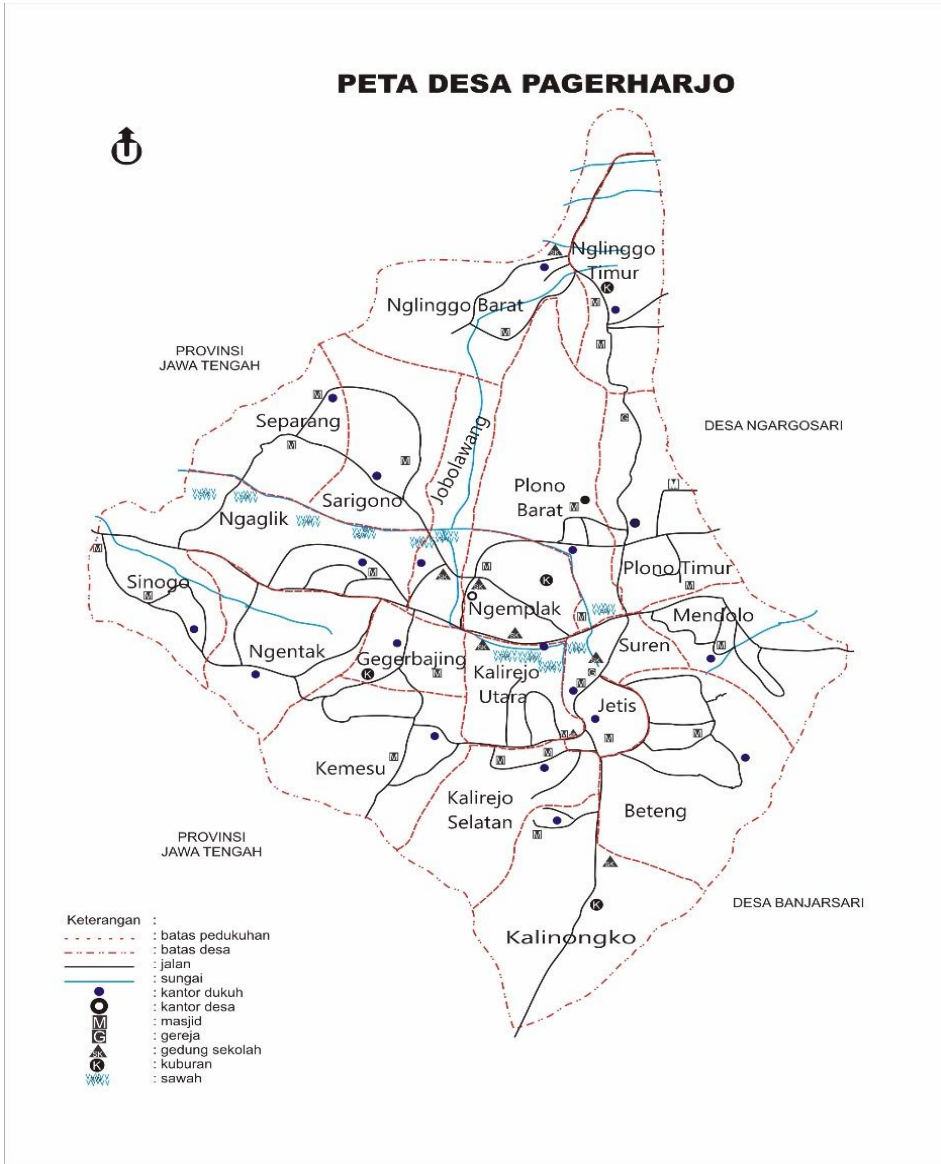 PETA DESA PAGERHARJO
U
Nglinggo
Timur
K
Nglinggo Barat
M
M
M
PROVINSI
JAWA TENGAH
M
Separang
M
M
Jobolawang
G
DESA NGARGOSARI
Sarigono
Ngaglik
Plono
Barat
M
M
Sinogo
M
M
M
K
Ngemplak
Plono Timur
M
Mendolo
M
M
Suren
Ngentak
Gegerbajing
K
M
Kalirejo
Utara
G
M
Jetis
M
M
M
Kemesu
M
M
M
Kalirejo
Selatan
M
Beteng
PROVINSI
JAWA TENGAH
K
DESA BANJARSARI
Kalinongko
Keterangan :
: batas pedukuhan
: batas desa
: jalan
: sungai
: kantor dukuh
: kantor desa
M : masjid
G : gereja
SK : gedung sekolah
K : kuburan
: sawah